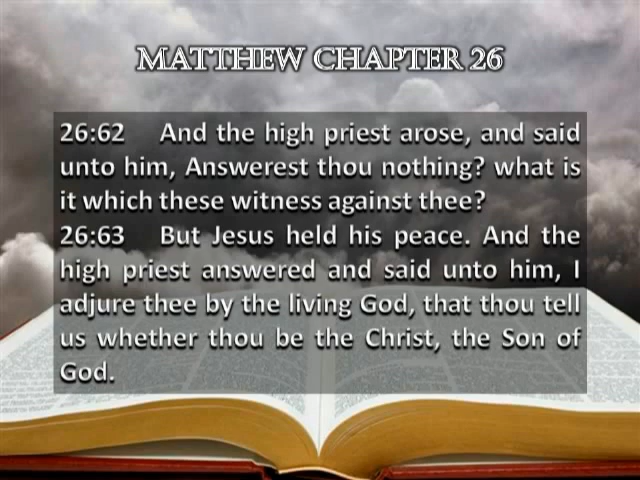 MATTHEW CHAPTER 26
26:62 And the high priest arose, and said
unto him, Answerest thou nothing? what is
it which these witness against thee?
26:63 But Jesus held his peace. And the
high priest answered and said unto him, I
adjure thee by the living God, that thou tell
us whether thou be the Christ, the Son of
God.